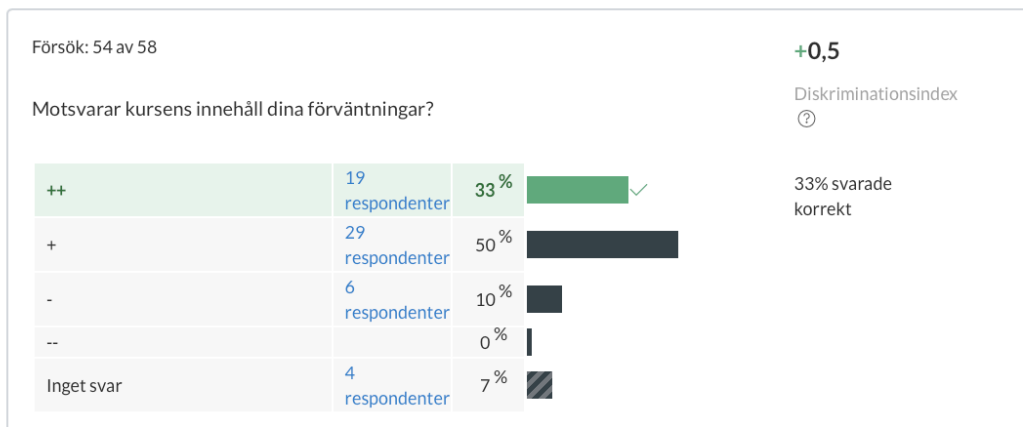 Försök: 54 av 58
+0,5
Diskriminationsindex
?
Motsvarar kursens innehåll dina förväntningar?
++ 19 respondenter 33 %
33% svarade
korrekt
+ 29 respondenter 50 %
- 6 respondenter 10 %
-- 0 %
Inget svar 4 respondenter 7 %